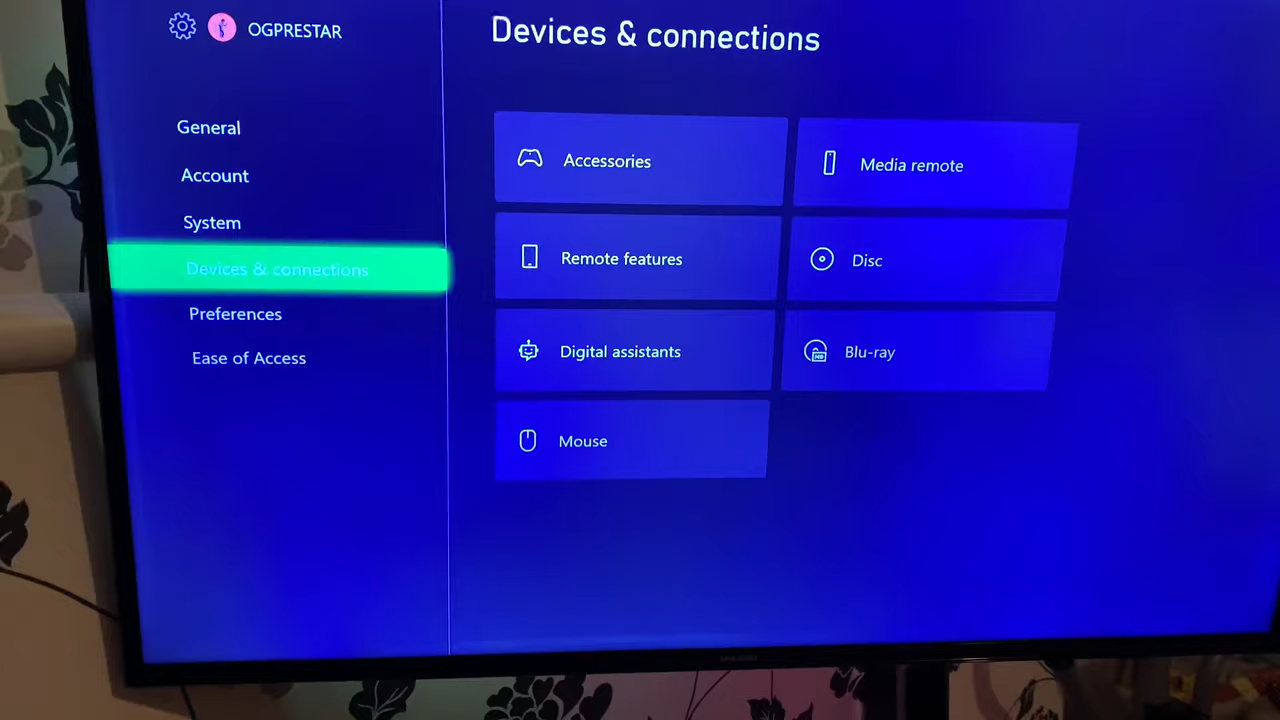 OGPRESTAR
Devices & connections
General
Account
System
Devices & connections
Preferences
Ease of Access
Accessories
Media remote
Remote features
Disc
Digital assistants
Blu-ray
Mouse